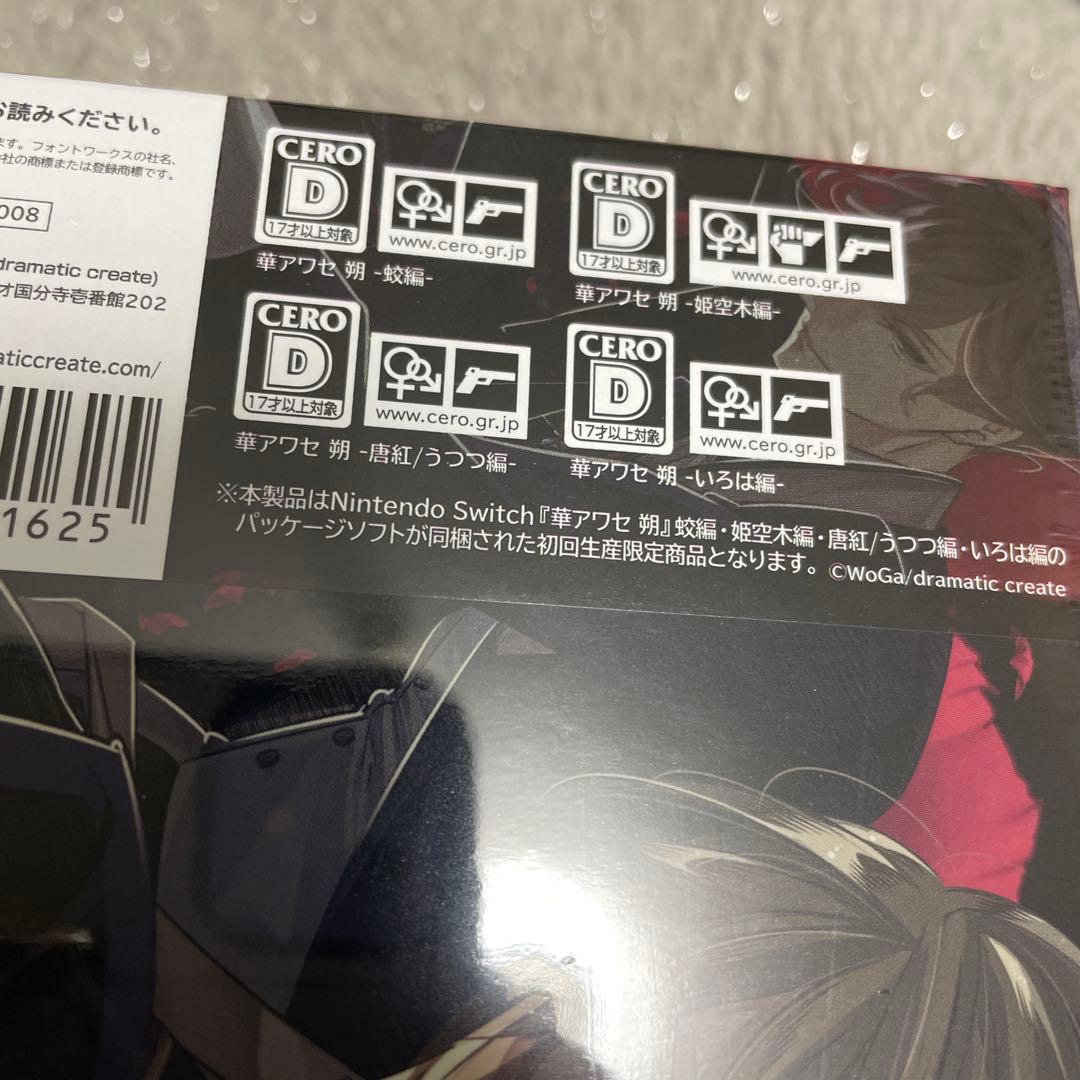 お読みください。
ます。フォントワークスの社名、
会社の商標または登録商標です。
008
dramatic create)
オ国分寺壱番館202
aticcreate.com/
1625
CERO
D
17才以上対象
www.cero.gr.jp
華アワセ 朔 -蛟編-
CERO
D
17才以上対象
www.cero.gr.jp
華アワセ 朔 -姫空木編-
CERO
D
17才以上対象
www.cero.gr.jp
華アワセ 朔 -唐紅/うつつ編-
CERO
D
17才以上対象
www.cero.gr.jp
華アワセ 朔 -いろは編-
※本製品はNintendo Switch『華アワセ 朔』蛟編・姫空木編・唐紅/うつつ編・いろは編の
パッケージソフトが同梱された初回生産限定商品となります。 ©WoGa/dramatic create